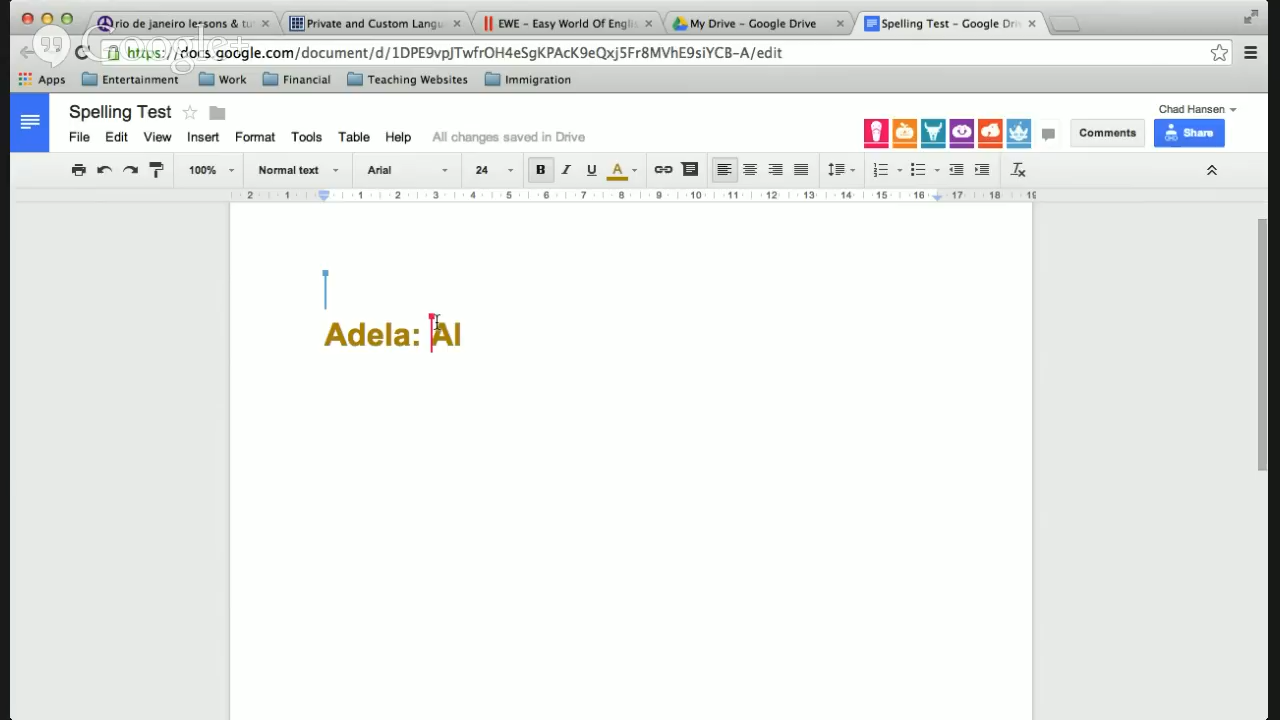 rio de janeiro lessons & tu
Private and Custom Langu
EWE - Easy World Of Englis
My Drive - Google Drive
Spelling Test - Google Dri
Google+
https://docs.google.com/document/d/1DPE9vpJTwfrOH4eSgKPAcK9eQxj5Fr8MVhE9siYCB-A/edit
Apps Entertainment Work Financial Teaching Websites Immigration
Spelling Test
Chad Hansen
File Edit View Insert Format Tools Table Help All changes saved in Drive
Comments Share
100% Normal text Arial 24 B I U A
2 1 1 2 3 4 5 6 7 8 9 10 11 12 13 14 15 16 17 18 19
Adela: Al